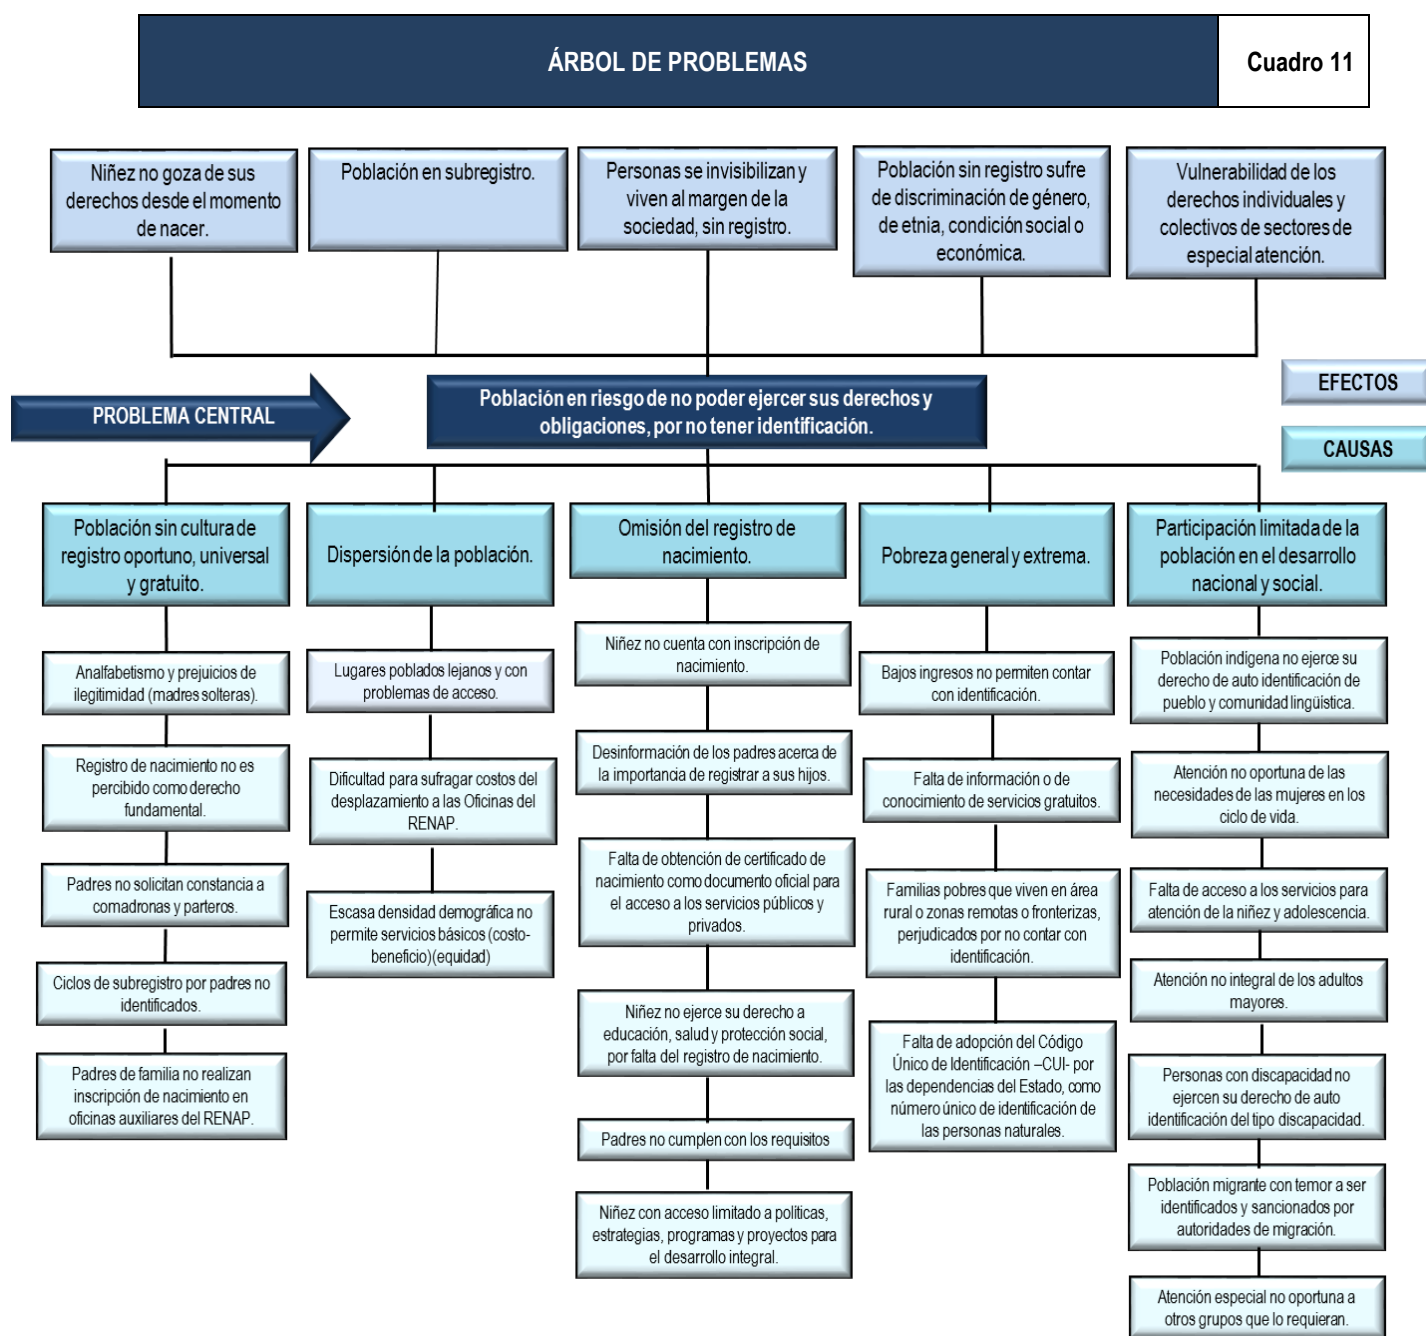 ÁRBOL DE PROBLEMAS
Cuadro 11
Niñez no goza de sus
derechos desde el momento
de nacer.
Población en subregistro.
Personas se invisibilizan y
viven al margen de la
sociedad, sin registro.
Población sin registro sufre
de discriminación de género,
de etnia, condición social o
económica.
Vulnerabilidad de los
derechos individuales y
colectivos de sectores de
especial atención.
EFECTOS
PROBLEMA CENTRAL
Población en riesgo de no poder ejercer sus derechos y
obligaciones, por no tener identificación.
CAUSAS
Población sin cultura de
registro oportuno, universal
y gratuito.
Analfabetismo y prejuicios de
ilegitimidad (madres solteras).
Registro de nacimiento no es
percibido como derecho
fundamental.
Padres no solicitan constancia a
comadronas y parteros.
Ciclos de subregistro por padres no
identificados.
Padres de familia no realizan
inscripción de nacimiento en
oficinas auxiliares del RENAP.
Dispersión de la población.
Lugares poblados lejanos y con
problemas de acceso.
Dificultad para sufragar costos del
desplazamiento a las Oficinas del
RENAP.
Escasa densidad demográfica no
permite servicios básicos (costo-
beneficio)(equidad)
Omisión del registro de
nacimiento.
Niñez no cuenta con inscripción de
nacimiento.
Desinformación de los padres acerca de
la importancia de registrar a sus hijos.
Falta de obtención de certificado de
nacimiento como documento oficial para
el acceso a los servicios públicos y
privados.
Niñez no ejerce su derecho a
educación, salud y protección social,
por falta del registro de nacimiento.
Padres no cumplen con los requisitos
Niñez con acceso limitado a políticas,
estrategias, programas y proyectos para
el desarrollo integral.
Pobreza general y extrema.
Bajos ingresos no permiten contar
con identificación.
Falta de información o de
conocimiento de servicios gratuitos.
Familias pobres que viven en área
rural o zonas remotas o fronterizas,
perjudicados por no contar con
identificación.
Falta de adopción del Código
Único de Identificación –CUI- por
las dependencias del Estado, como
número único de identificación de
las personas naturales.
Participación limitada de la
población en el desarrollo
nacional y social.
Población indígena no ejerce su
derecho de auto identificación de
pueblo y comunidad lingüística.
Atención no oportuna de las
necesidades de las mujeres en los
ciclo de vida.
Falta de acceso a los servicios para
atención de la niñez y adolescencia.
Atención no integral de los adultos
mayores.
Personas con discapacidad no
ejercen su derecho de auto
identificación del tipo discapacidad.
Población migrante con temor a ser
identificados y sancionados por
autoridades de migración.
Atención especial no oportuna a
otros grupos que lo requieran.